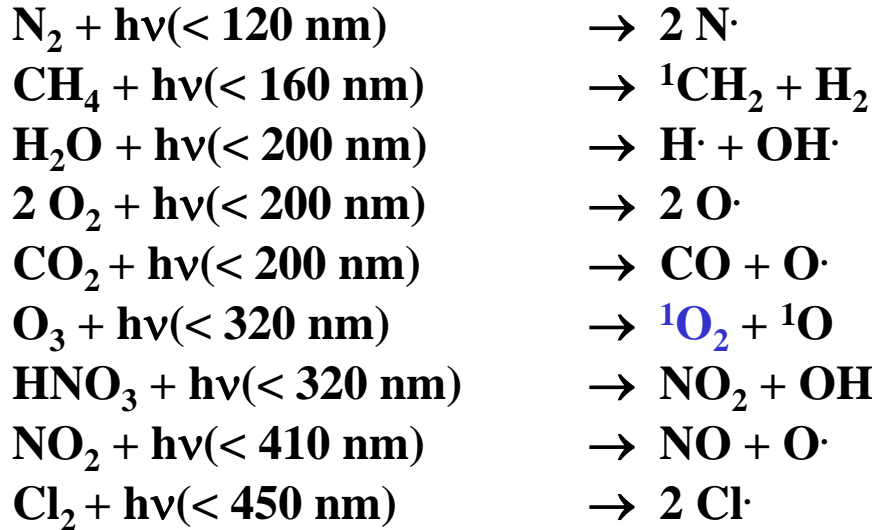 N₂ + hν(< 120 nm) → 2 N·
CH₄ + hν(< 160 nm) → ¹CH₂ + H₂
H₂O + hν(< 200 nm) → H· + OH·
2 O₂ + hν(< 200 nm) → 2 O·
CO₂ + hν(< 200 nm) → CO + O·
O₃ + hν(< 320 nm) → ¹O₂ + ¹O
HNO₃ + hν(< 320 nm) → NO₂ + OH
NO₂ + hν(< 410 nm) → NO + O·
Cl₂ + hν(< 450 nm) → 2 Cl·